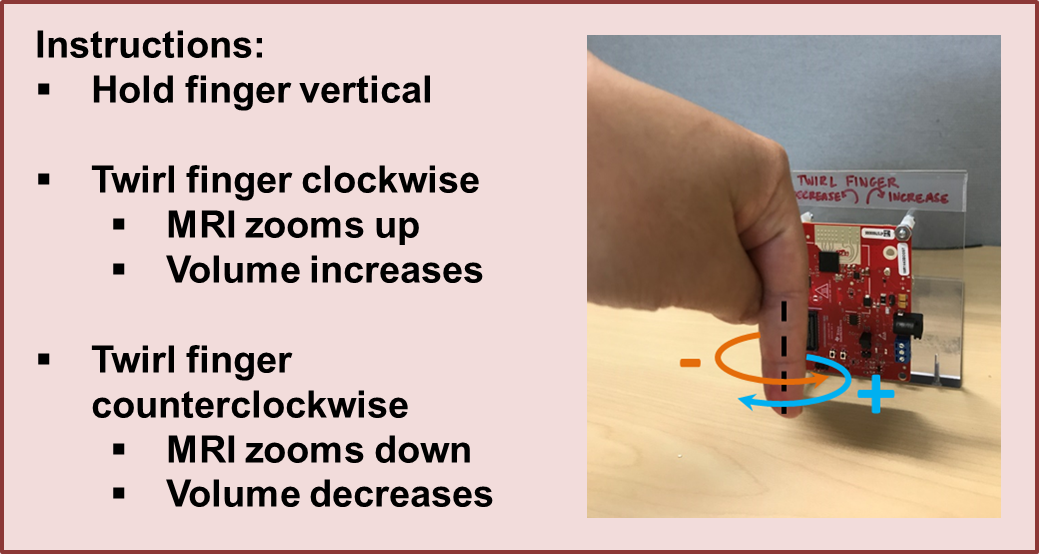 Instructions:
▪ Hold finger vertical
▪ Twirl finger clockwise
▪ MRI zooms up
▪ Volume increases
▪ Twirl finger
counterclockwise
▪ MRI zooms down
▪ Volume decreases
TWIRL FINGER
INCREASE
-
+